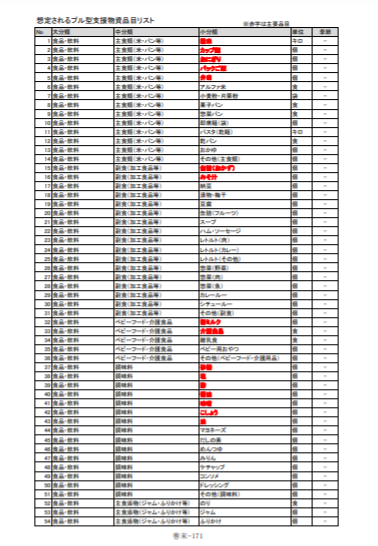 想定されるプル型支援物資品目リスト
※赤字は主要品目
No 大分類 中分類 小分類 単位 季節
1 食品・飲料 主食類(米・パン等) 精米 キロ -
2 食品・飲料 主食類(米・パン等) カップ麺 個 -
3 食品・飲料 主食類(米・パン等) おにぎり 個 -
4 食品・飲料 主食類(米・パン等) パックご飯 個 -
5 食品・飲料 主食類(米・パン等) 弁当 個 -
6 食品・飲料 主食類(米・パン等) アルファ米 食 -
7 食品・飲料 主食類(米・パン等) 小麦粉・片栗粉 袋 -
8 食品・飲料 主食類(米・パン等) 菓子パン 食 -
9 食品・飲料 主食類(米・パン等) 惣菜パン 食 -
10 食品・飲料 主食類(米・パン等) 即席麺(袋) 個 -
11 食品・飲料 主食類(米・パン等) パスタ(乾麺) キロ -
12 食品・飲料 主食類(米・パン等) 乾パン 食 -
13 食品・飲料 主食類(米・パン等) おかゆ 個 -
14 食品・飲料 主食類(米・パン等) その他(主食類) 個 -
15 食品・飲料 副食(加工食品等) 缶詰(おかず) 個 -
16 食品・飲料 副食(加工食品等) みそ汁 個 -
17 食品・飲料 副食(加工食品等) 納豆 個 -
18 食品・飲料 副食(加工食品等) 漬物・梅干 個 -
19 食品・飲料 副食(加工食品等) 豆腐 個 -
20 食品・飲料 副食(加工食品等) 缶詰(フルーツ) 個 -
21 食品・飲料 副食(加工食品等) スープ 個 -
22 食品・飲料 副食(加工食品等) ハム・ソーセージ 個 -
23 食品・飲料 副食(加工食品等) レトルト(肉) 個 -
24 食品・飲料 副食(加工食品等) レトルト(カレー) 個 -
25 食品・飲料 副食(加工食品等) レトルト(その他) 個 -
26 食品・飲料 副食(加工食品等) 惣菜(野菜) 個 -
27 食品・飲料 副食(加工食品等) 惣菜(肉) 個 -
28 食品・飲料 副食(加工食品等) 惣菜(魚) 個 -
29 食品・飲料 副食(加工食品等) カレールー 個 -
30 食品・飲料 副食(加工食品等) シチュールー 個 -
31 食品・飲料 副食(加工食品等) その他(副食) 個 -
32 食品・飲料 ベビーフード・介護食品 粉ミルク 個 -
33 食品・飲料 ベビーフード・介護食品 介護食品 食 -
34 食品・飲料 ベビーフード・介護食品 離乳食 食 -
35 食品・飲料 ベビーフード・介護食品 ベビー用おやつ 個 -
36 食品・飲料 ベビーフード・介護食品 その他(ベビーフード・介護用品) 個 -
37 食品・飲料 調味料 砂糖 個 -
38 食品・飲料 調味料 塩 個 -
39 食品・飲料 調味料 酢 個 -
40 食品・飲料 調味料 醤油 個 -
41 食品・飲料 調味料 味噌 個 -
42 食品・飲料 調味料 こしょう 個 -
43 食品・飲料 調味料 油 個 -
44 食品・飲料 調味料 マヨネーズ 個 -
45 食品・飲料 調味料 だしの素 個 -
46 食品・飲料 調味料 めんつゆ 個 -
47 食品・飲料 調味料 みりん 個 -
48 食品・飲料 調味料 ケチャップ 個 -
49 食品・飲料 調味料 コンソメ 個 -
50 食品・飲料 調味料 ドレッシング 個 -
51 食品・飲料 調味料 その他(調味料) 個 -
52 食品・飲料 主食添物(ジャム・ふりかけ等) のり 食 -
53 食品・飲料 主食添物(ジャム・ふりかけ等) ジャム 個 -
54 食品・飲料 主食添物(ジャム・ふりかけ等) ふりかけ 個 -
巻末-171